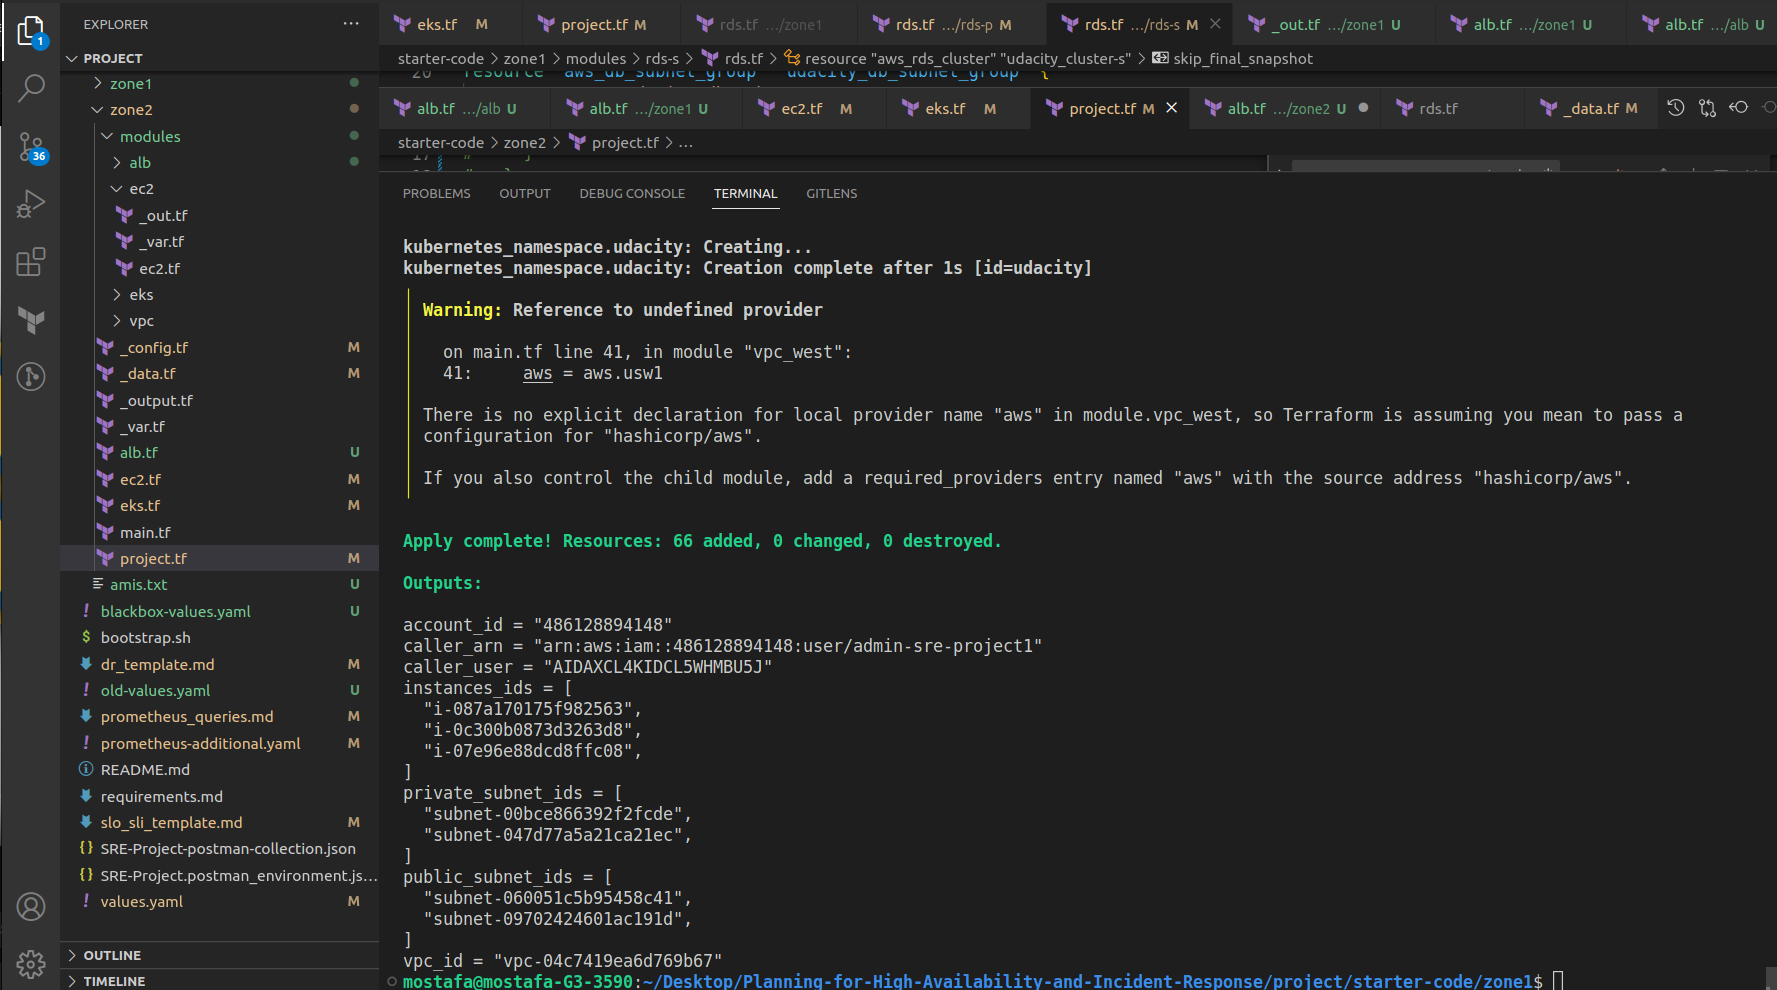 EXPLORER
PROJECT
zone1
zone2
modules
alb
ec2
_out.tf
_var.tf
ec2.tf
eks
vpc
_config.tf M
_data.tf M
_output.tf
_var.tf
alb.tf U
ec2.tf M
eks.tf M
main.tf
project.tf M
amis.txt U
blackbox-values.yaml U
bootstrap.sh
dr_template.md M
old-values.yaml U
prometheus_queries.md M
prometheus-additional.yaml M
README.md
requirements.md
slo_sli_template.md M
SRE-Project-postman-collection.json
SRE-Project.postman_environment.js...
values.yaml M
OUTLINE
TIMELINE
1
36
eks.tf M project.tf M rds.tf .../zone1 rds.tf .../rds-p M rds.tf .../rds-s M _out.tf .../zone1 U alb.tf .../zone1 U alb.tf .../alb U
starter-code > zone1 > modules > rds-s > rds.tf > resource "aws_rds_cluster" "udacity_cluster-s" > skip_final_snapshot
20 resource "aws_db_subnet_group" "udacity_db_subnet_group" {
alb.tf .../alb U alb.tf .../zone1 U ec2.tf M eks.tf M project.tf M alb.tf .../zone2 U rds.tf _data.tf M
starter-code > zone2 > project.tf > ...
PROBLEMS OUTPUT DEBUG CONSOLE TERMINAL GITLENS
kubernetes_namespace.udacity: Creating...
kubernetes_namespace.udacity: Creation complete after 1s [id=udacity]
Warning: Reference to undefined provider
on main.tf line 41, in module "vpc_west":
41: aws = aws.usw1
There is no explicit declaration for local provider name "aws" in module.vpc_west, so Terraform is assuming you mean to pass a
configuration for "hashicorp/aws".
If you also control the child module, add a required_providers entry named "aws" with the source address "hashicorp/aws".
Apply complete! Resources: 66 added, 0 changed, 0 destroyed.
Outputs:
account_id = "486128894148"
caller_arn = "arn:aws:iam::486128894148:user/admin-sre-project1"
caller_user = "AIDAXCL4KIDCL5WHMBU5J"
instances_ids = [
"i-087a170175f982563",
"i-0c300b0873d3263d8",
"i-07e96e88dcd8ffc08",
]
private_subnet_ids = [
"subnet-00bce866392f2fcde",
"subnet-047d77a5a21ca21ec",
]
public_subnet_ids = [
"subnet-060051c5b95458c41",
"subnet-09702424601ac191d",
]
vpc_id = "vpc-04c7419ea6d769b67"
mostafa@mostafa-G3-3590:~/Desktop/Planning-for-High-Availability-and-Incident-Response/project/starter-code/zone1$